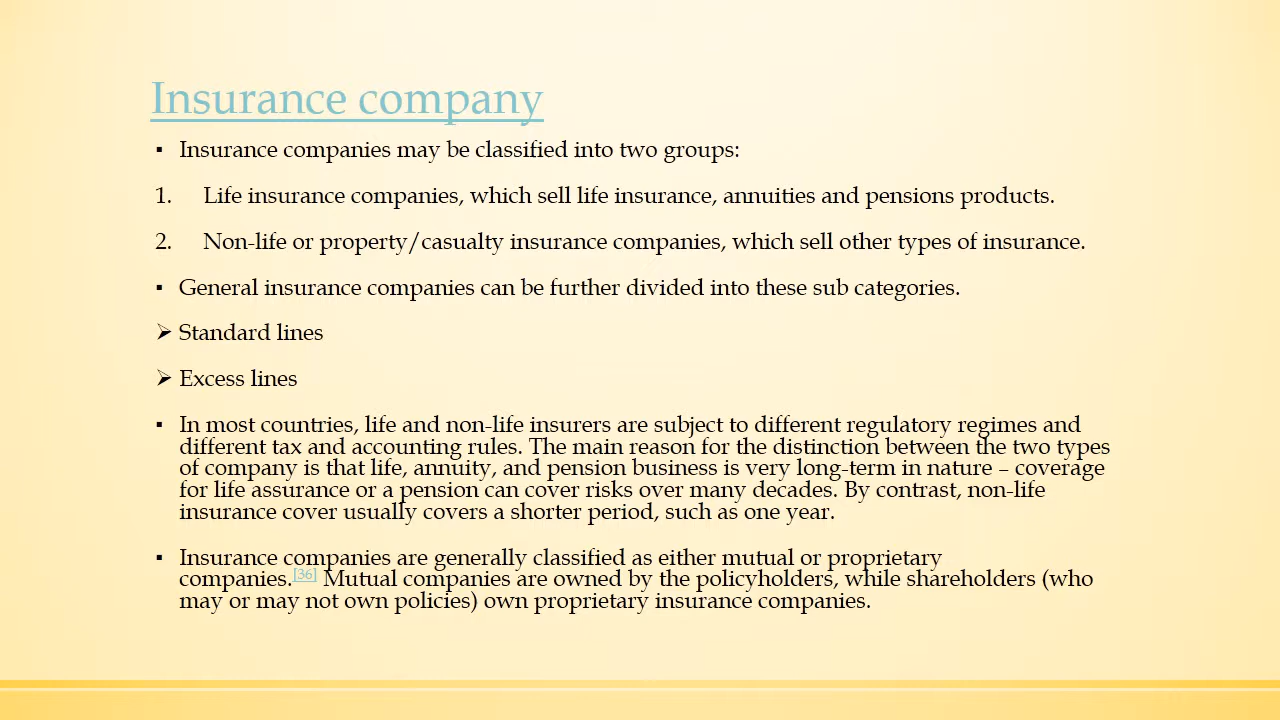 Insurance company
▪ Insurance companies may be classified into two groups:
1. Life insurance companies, which sell life insurance, annuities and pensions products.
2. Non-life or property/casualty insurance companies, which sell other types of insurance.
▪ General insurance companies can be further divided into these sub categories.
➢ Standard lines
➢ Excess lines
▪ In most countries, life and non-life insurers are subject to different regulatory regimes and
different tax and accounting rules. The main reason for the distinction between the two types
of company is that life, annuity, and pension business is very long-term in nature – coverage
for life assurance or a pension can cover risks over many decades. By contrast, non-life
insurance cover usually covers a shorter period, such as one year.
▪ Insurance companies are generally classified as either mutual or proprietary
companies.[36] Mutual companies are owned by the policyholders, while shareholders (who
may or may not own policies) own proprietary insurance companies.